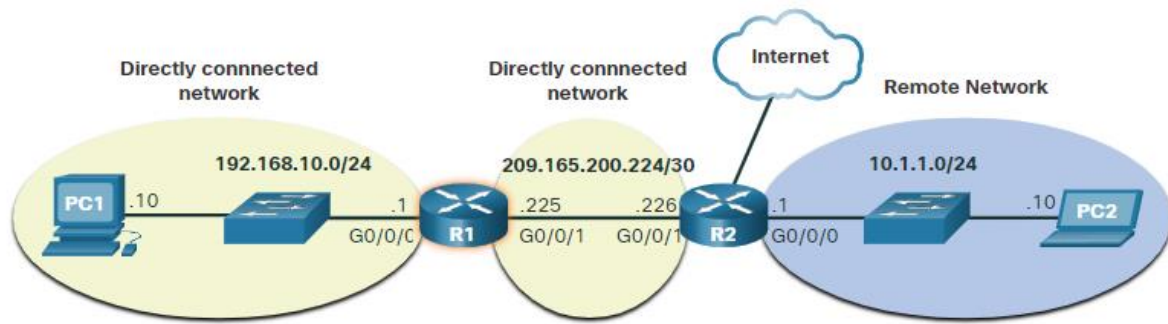 Directly connnected
network
Directly connnected
network
Internet
Remote Network
192.168.10.0/24
209.165.200.224/30
10.1.1.0/24
PC1
.10
.1
G0/0/0
R1
.225
G0/0/1
.226
G0/0/1
R2
.1
G0/0/0
.10
PC2